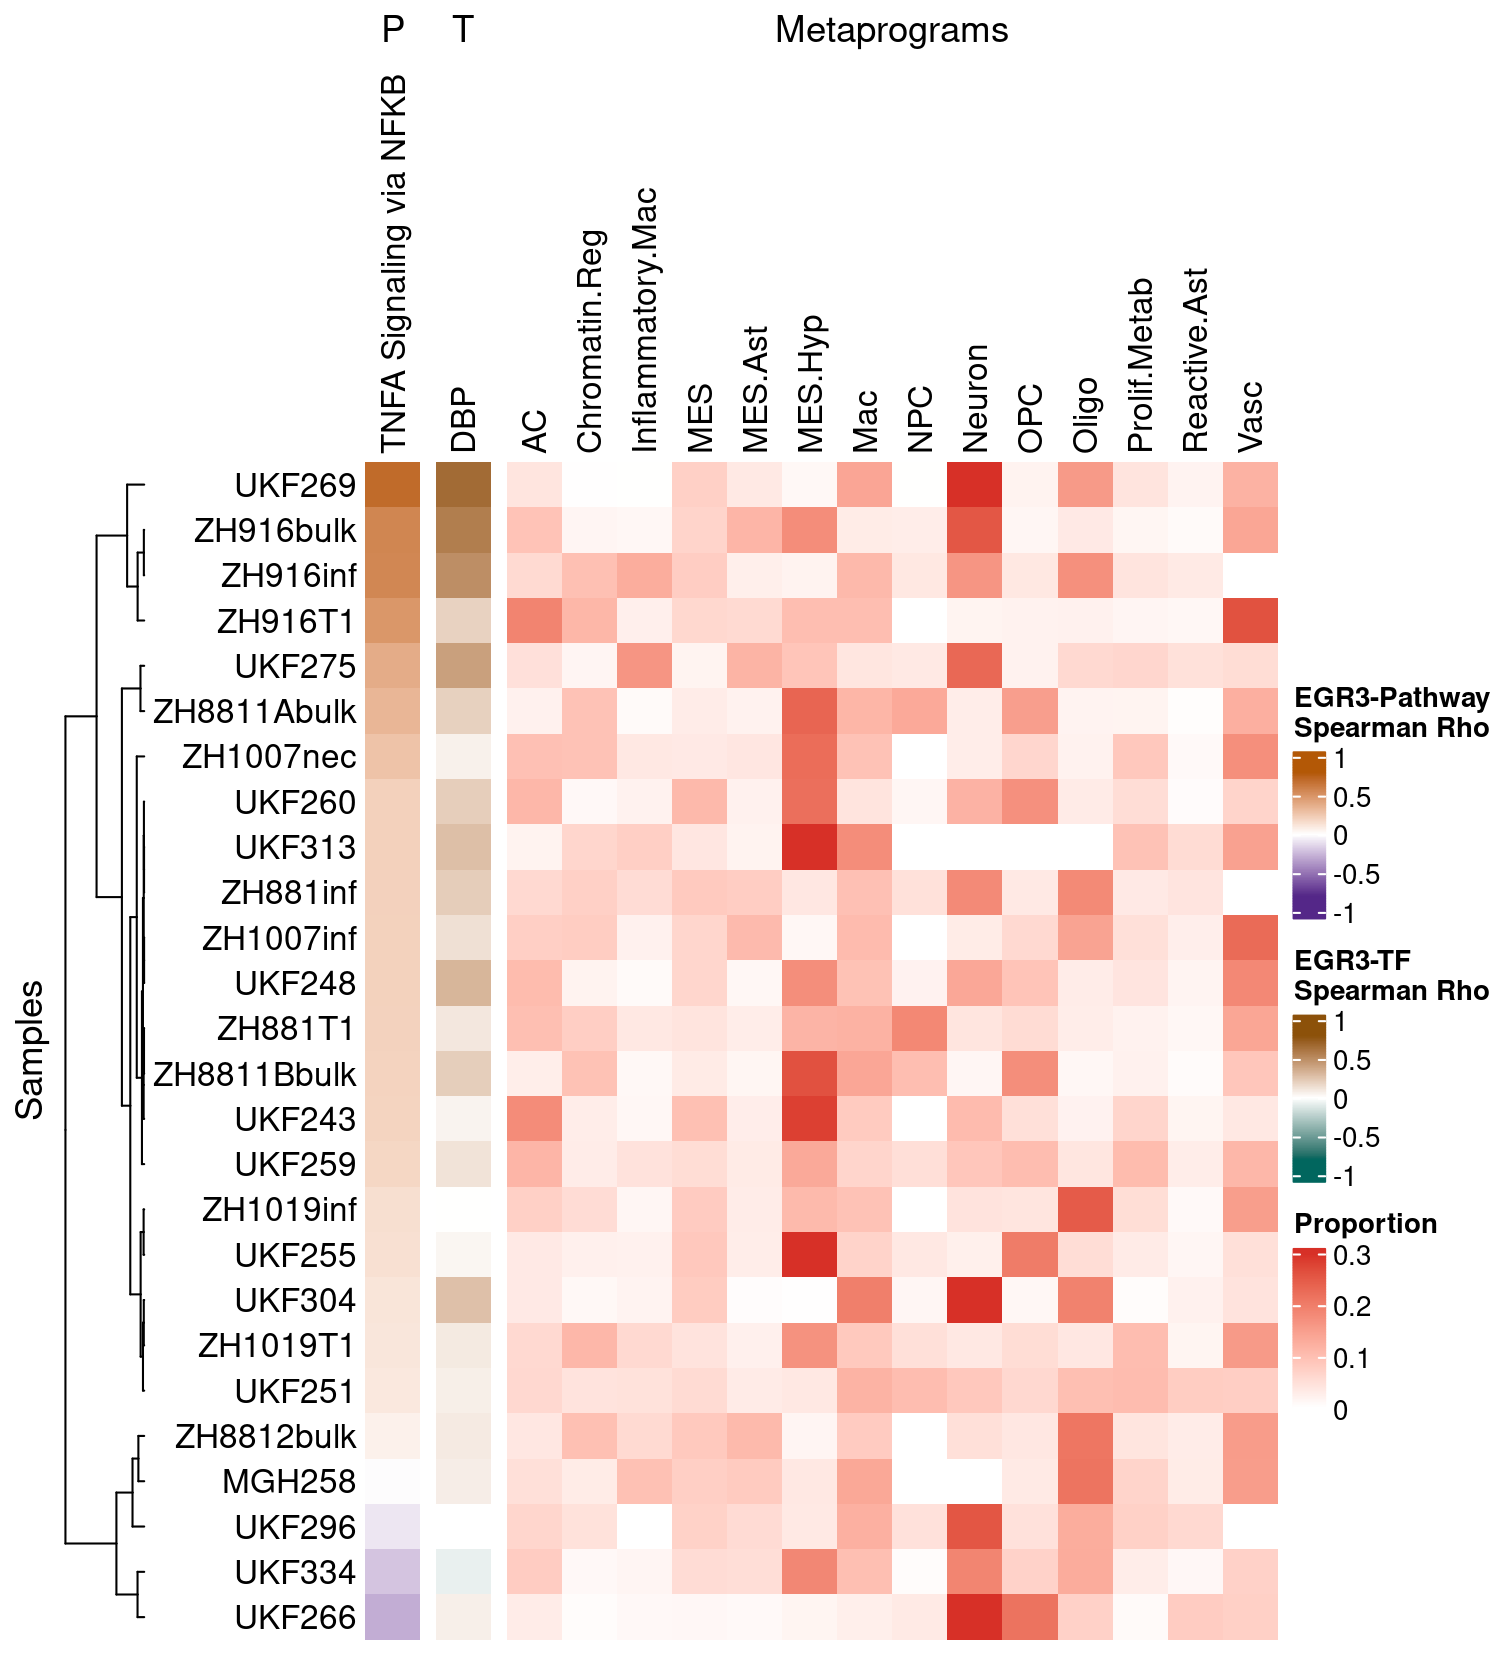 P
T
Metaprograms
TNFA Signaling via NFKB
DBP
AC
Chromatin.Reg
Inflammatory.Mac
MES
MES.Ast
MES.Hyp
Mac
NPC
Neuron
OPC
Oligo
Prolif.Metab
Reactive.Ast
Vasc
Samples
UKF269
ZH916bulk
ZH916inf
ZH916T1
UKF275
ZH8811Abulk
ZH1007nec
UKF260
UKF313
ZH881inf
ZH1007inf
UKF248
ZH881T1
ZH8811Bbulk
UKF243
UKF259
ZH1019inf
UKF255
UKF304
ZH1019T1
UKF251
ZH8812bulk
MGH258
UKF296
UKF334
UKF266
EGR3-Pathway
Spearman Rho
1
0.5
0
-0.5
-1
EGR3-TF
Spearman Rho
1
0.5
0
-0.5
-1
Proportion
0.3
0.2
0.1
0